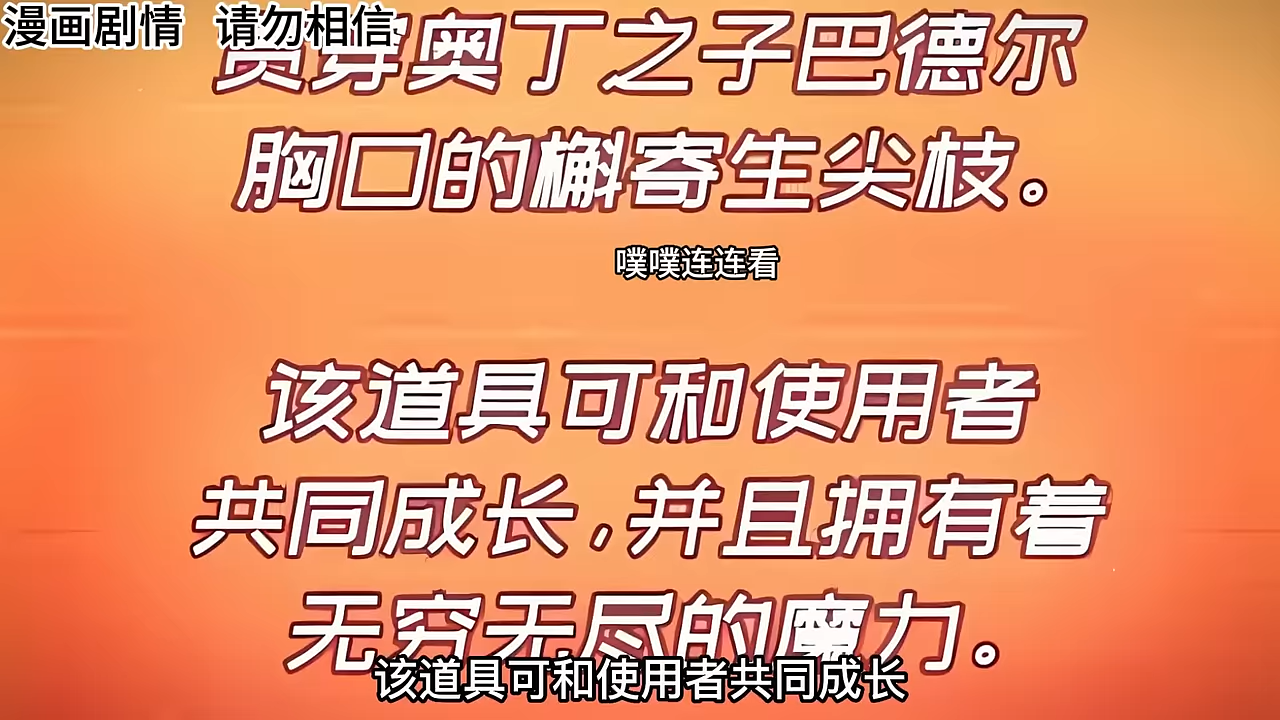 漫画剧情 请勿相信
贯穿奥丁之子巴德尔
胸口的槲寄生尖枝。
噗噗连连看
该道具可和使用者
共同成长,并且拥有着
无穷无尽的魔力。
该道具可和使用者共同成长